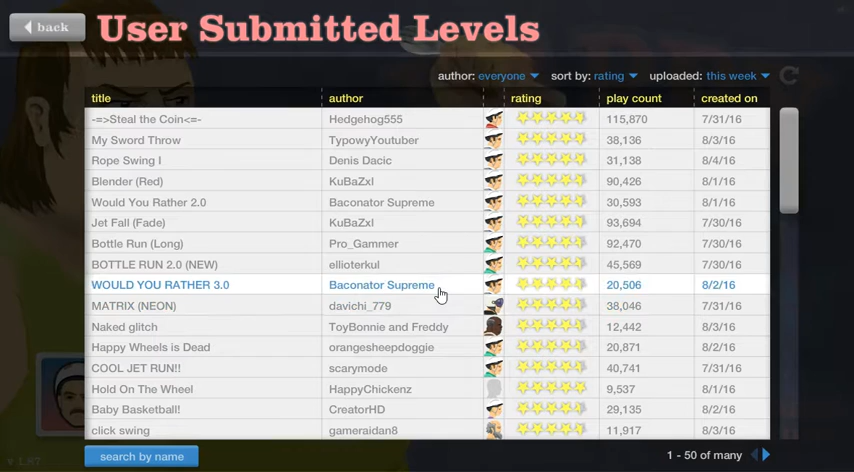 back
User Submitted Levels
author: everyone sort by: rating uploaded: this week
title author rating play count created on
-=>Steal the Coin<=- Hedgehog555 115,870 7/31/16
My Sword Throw TypowyYoutuber 38,136 8/3/16
Rope Swing I Denis Dacic 31,138 8/4/16
Blender (Red) KuBaZxl 90,426 8/1/16
Would You Rather 2.0 Baconator Supreme 30,593 8/1/16
Jet Fall (Fade) KuBaZxl 93,694 7/30/16
Bottle Run (Long) Pro_Gammer 92,470 7/30/16
BOTTLE RUN 2.0 (NEW) ellioterkul 45,569 7/30/16
WOULD YOU RATHER 3.0 Baconator Supreme 20,506 8/2/16
MATRIX (NEON) davichi_779 38,046 7/31/16
Naked glitch ToyBonnie and Freddy 12,442 8/3/16
Happy Wheels is Dead orangesheepdoggie 20,871 8/2/16
COOL JET RUN!! scarymode 40,741 7/31/16
Hold On The Wheel HappyChickenz 9,537 8/1/16
Baby Basketball! CreatorHD 29,135 8/2/16
click swing gameraidan8 11,917 8/3/16
search by name 1 - 50 of many
v 1.87